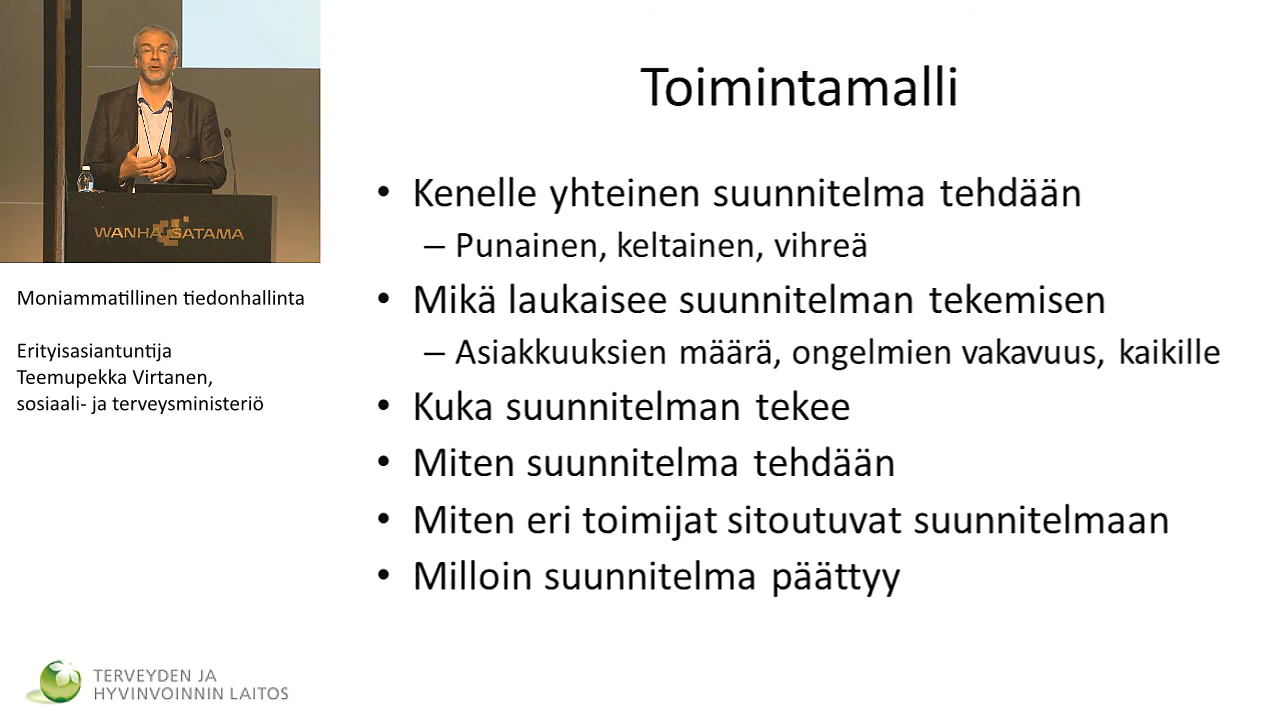 WANHA SATAMA
Moniammatillinen tiedonhallinta
Erityisasiantuntija
Teemupekka Virtanen,
sosiaali- ja terveysministeriö
Toimintamalli
• Kenelle yhteinen suunnitelma tehdään
– Punainen, keltainen, vihreä
• Mikä laukaisee suunnitelman tekemisen
– Asiakkuuksien määrä, ongelmien vakavuus, kaikille
• Kuka suunnitelman tekee
• Miten suunnitelma tehdään
• Miten eri toimijat sitoutuvat suunnitelmaan
• Milloin suunnitelma päättyy
TERVEYDEN JA
HYVINVOINNIN LAITOS